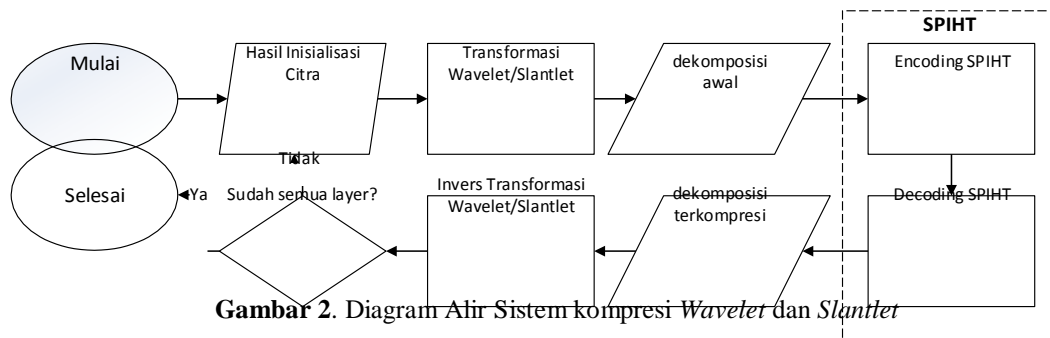 SPIHT
Mulai
Hasil Inisialisasi
Citra
Transformasi
Wavelet/Slantlet
dekomposisi
awal
Encoding SPIHT
Tidak
Selesai
Ya
Sudah semua layer?
Invers Transformasi
Wavelet/Slantlet
dekomposisi
terkompresi
Decoding SPIHT
Gambar 2. Diagram Alir Sistem kompresi Wavelet dan Slantlet